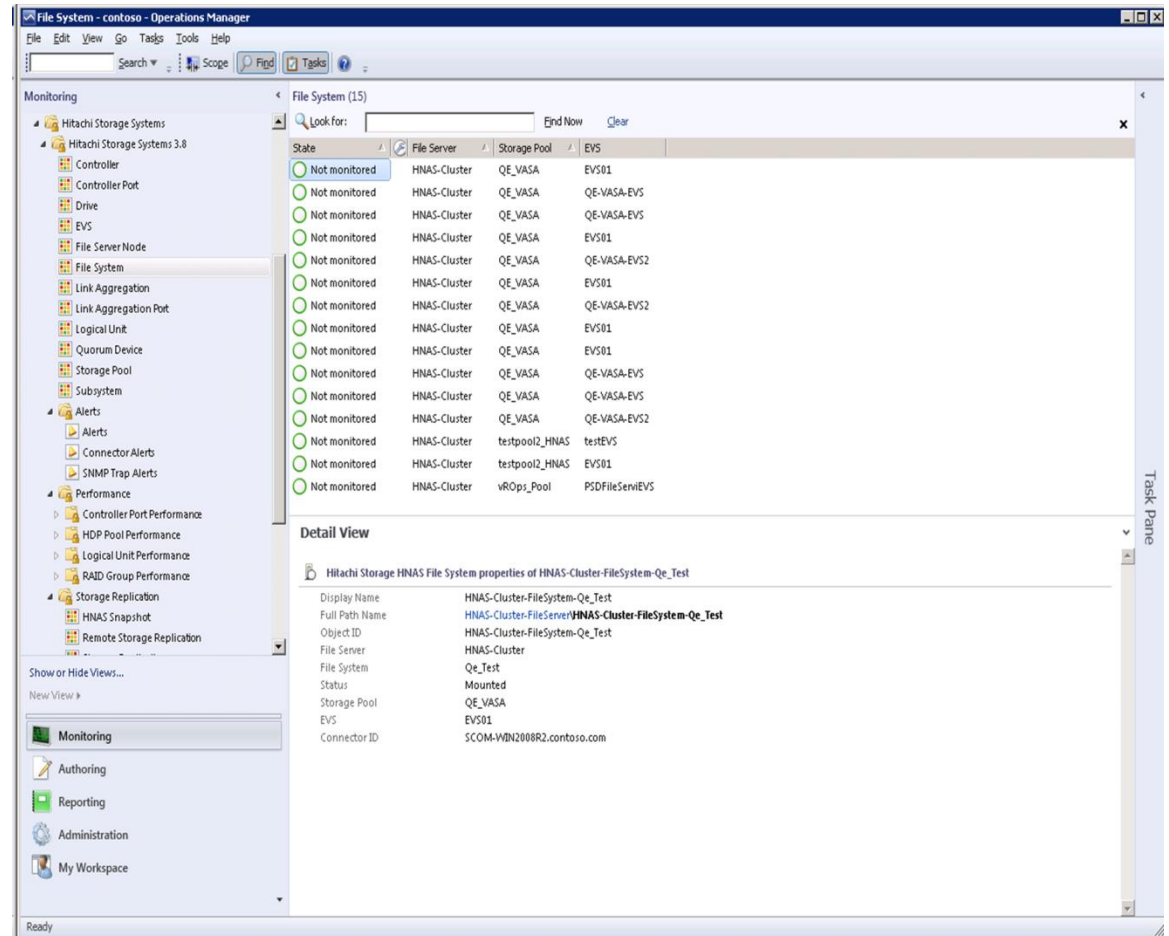 File System - contoso - Operations Manager
File Edit View Go Tasks Tools Help
Search Scope Find Tasks
Monitoring
Hitachi Storage Systems
Hitachi Storage Systems 3.8
Controller
Controller Port
Drive
EVS
File Server Node
File System
Link Aggregation
Link Aggregation Port
Logical Unit
Quorum Device
Storage Pool
Subsystem
Alerts
Alerts
Connector Alerts
SNMP Trap Alerts
Performance
Controller Port Performance
HDP Pool Performance
Logical Unit Performance
RAID Group Performance
Storage Replication
HNAS Snapshot
Remote Storage Replication
Show or Hide Views...
New View
Monitoring
Authoring
Reporting
Administration
My Workspace
File System (15)
Look for: Find Now Clear x
State File Server Storage Pool EVS
Not monitored HNAS-Cluster QE_VASA EVS01
Not monitored HNAS-Cluster QE_VASA QE-VASA-EVS
Not monitored HNAS-Cluster QE_VASA QE-VASA-EVS
Not monitored HNAS-Cluster QE_VASA EVS01
Not monitored HNAS-Cluster QE_VASA QE-VASA-EVS2
Not monitored HNAS-Cluster QE_VASA EVS01
Not monitored HNAS-Cluster QE_VASA QE-VASA-EVS2
Not monitored HNAS-Cluster QE_VASA EVS01
Not monitored HNAS-Cluster QE_VASA EVS01
Not monitored HNAS-Cluster QE_VASA QE-VASA-EVS
Not monitored HNAS-Cluster QE_VASA QE-VASA-EVS
Not monitored HNAS-Cluster QE_VASA QE-VASA-EVS2
Not monitored HNAS-Cluster testpool2_HNAS testEVS
Not monitored HNAS-Cluster testpool2_HNAS EVS01
Not monitored HNAS-Cluster vROps_Pool PSDFileServiEVS
Detail View
Hitachi Storage HNAS File System properties of HNAS-Cluster-FileSystem-Qe_Test
Display Name HNAS-Cluster-FileSystem-Qe_Test
Full Path Name HNAS-Cluster-FileServer\HNAS-Cluster-FileSystem-Qe_Test
Object ID HNAS-Cluster-FileSystem-Qe_Test
File Server HNAS-Cluster
File System Qe_Test
Status Mounted
Storage Pool QE_VASA
EVS EVS01
Connector ID SCOM-WIN2008R2.contoso.com
Task Pane
Ready